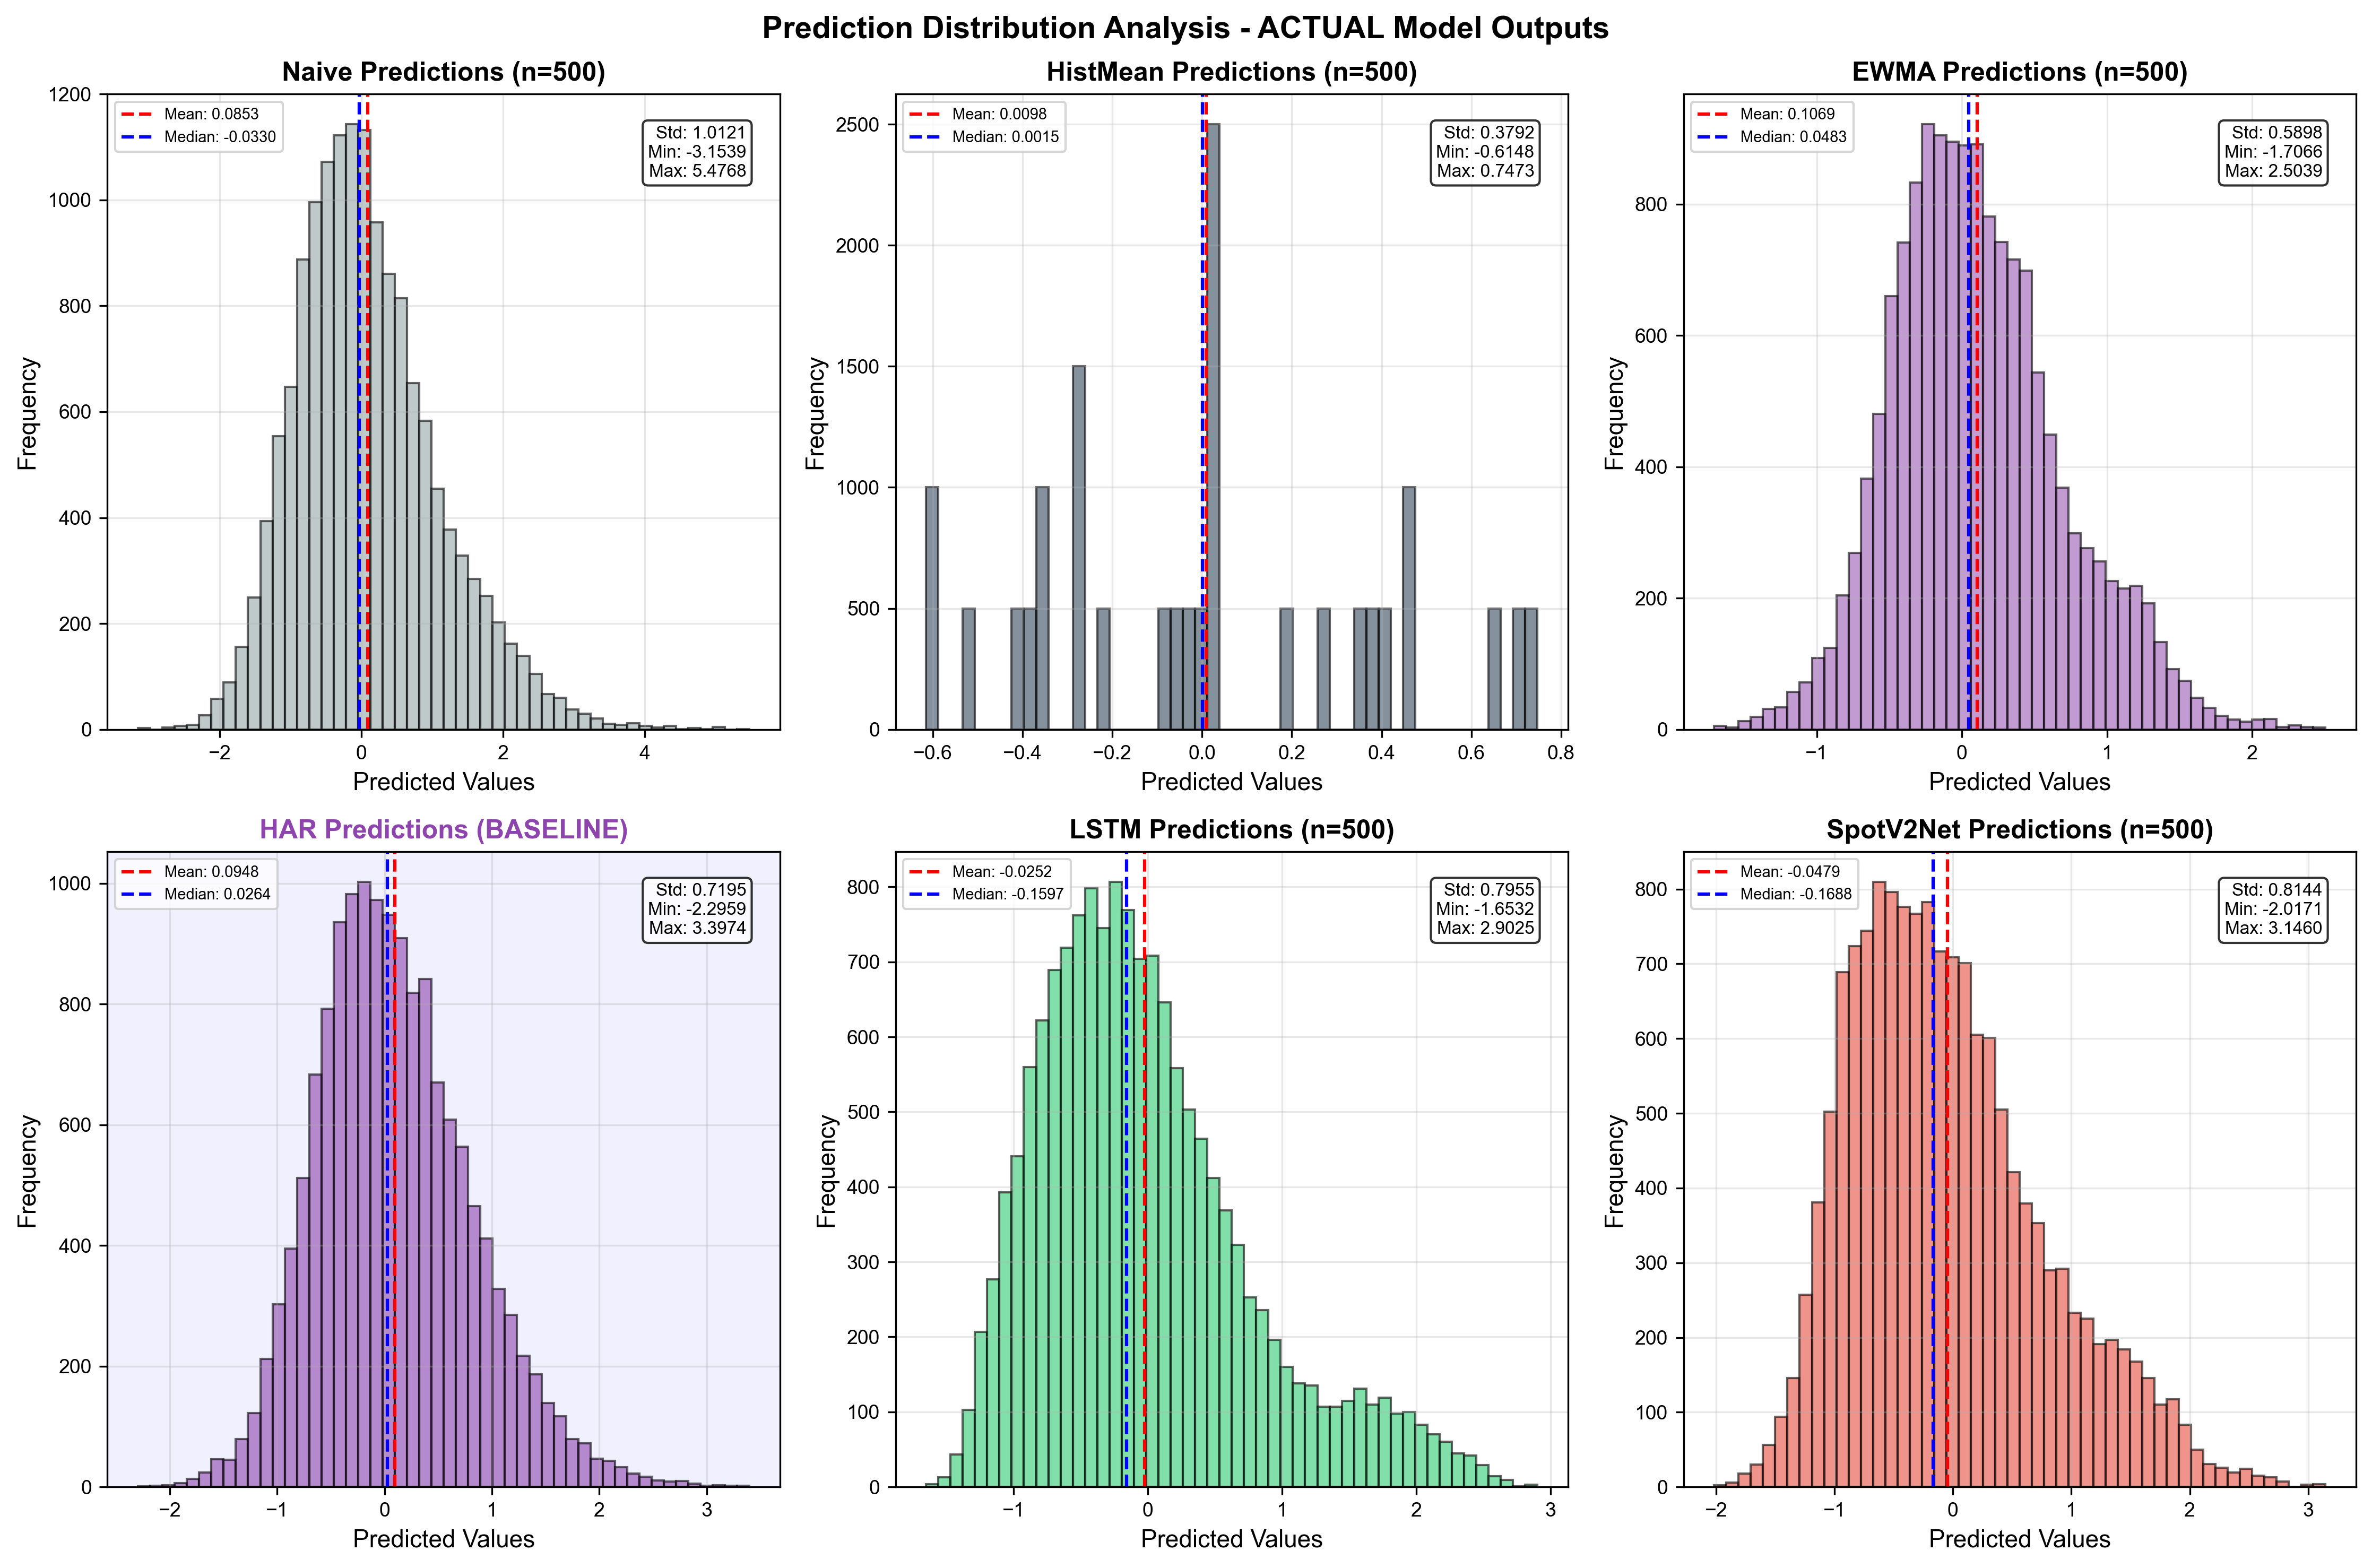 Prediction Distribution Analysis - ACTUAL Model Outputs
Naive Predictions (n=500)
Mean: 0.0853
Median: -0.0330
Std: 1.0121
Min: -3.1539
Max: 5.4768
1200
1000
800
600
400
200
0
Frequency
−2
0
2
4
Predicted Values
HistMean Predictions (n=500)
Mean: 0.0098
Median: 0.0015
Std: 0.3792
Min: -0.6148
Max: 0.7473
2500
2000
1500
1000
500
0
Frequency
−0.6
−0.4
−0.2
0.0
0.2
0.4
0.6
0.8
Predicted Values
EWMA Predictions (n=500)
Mean: 0.1069
Median: 0.0483
Std: 0.5898
Min: -1.7066
Max: 2.5039
800
600
400
200
0
Frequency
−1
0
1
2
Predicted Values
HAR Predictions (BASELINE)
Mean: 0.0948
Median: 0.0264
Std: 0.7195
Min: -2.2959
Max: 3.3974
1000
800
600
400
200
0
Frequency
−2
−1
0
1
2
3
Predicted Values
LSTM Predictions (n=500)
Mean: -0.0252
Median: -0.1597
Std: 0.7955
Min: -1.6532
Max: 2.9025
800
700
600
500
400
300
200
100
0
Frequency
−1
0
1
2
3
Predicted Values
SpotV2Net Predictions (n=500)
Mean: -0.0479
Median: -0.1688
Std: 0.8144
Min: -2.0171
Max: 3.1460
800
700
600
500
400
300
200
100
0
Frequency
−2
−1
0
1
2
3
Predicted Values